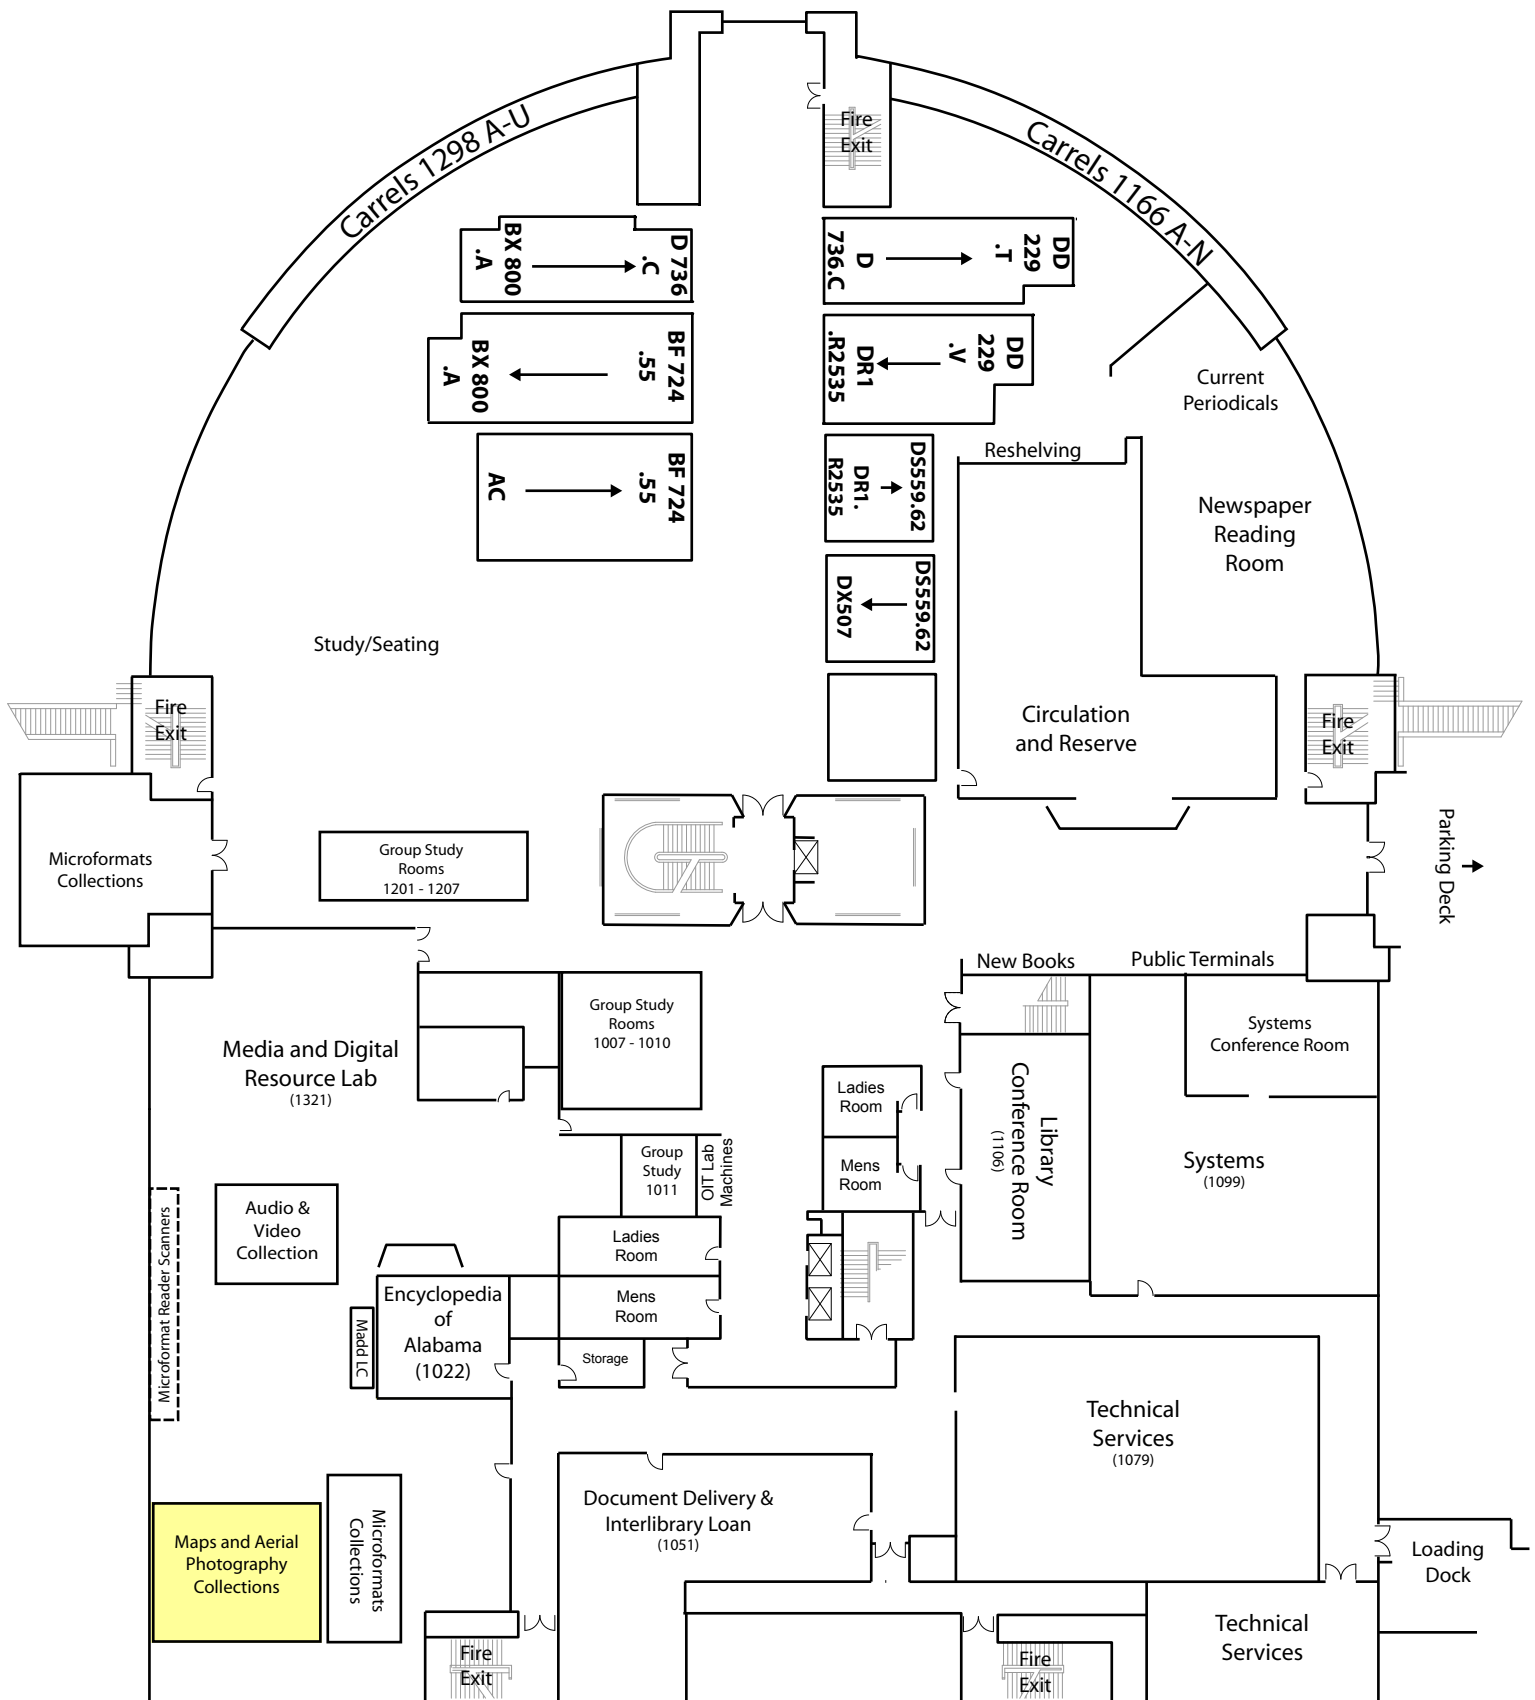 Carrels 1298 A-U
Fire
Exit
Carrels 1166 A-N
BX 800
.A
D 736
.C
D
736.C
DD
229
.T
BX 800
.A
BF 724
.55
DR1
.R2535
DD
229
.V
Current
Periodicals
AC
BF 724
.55
DR1.
R2535
DS559.62
Reshelving
Newspaper
Reading
Room
DX507
DS559.62
Study/Seating
Fire
Exit
Circulation
and Reserve
Fire
Exit
Microformats
Collections
Group Study
Rooms
1201 - 1207
Parking Deck
New Books
Public Terminals
Group Study
Rooms
1007 - 1010
Systems
Conference Room
Media and Digital
Resource Lab
(1321)
Ladies
Room
Library
Conference Room
(1106)
Group
Study
1011
OIT Lab
Machines
Mens
Room
Systems
(1099)
Audio &
Video
Collection
Microformat Reader Scanners
Ladies
Room
Encyclopedia
of
Alabama
(1022)
Mens
Room
Madd LC
Storage
Technical
Services
(1079)
Document Delivery &
Interlibrary Loan
(1051)
Maps and Aerial
Photography
Collections
Microformats
Collections
Loading
Dock
Technical
Services
Fire
Exit
Fire
Exit